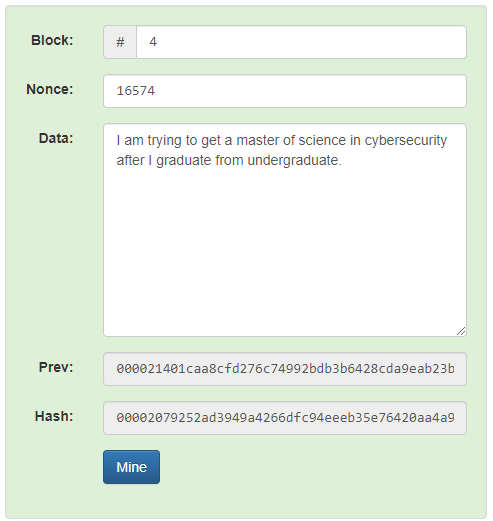 Block: # 4
Nonce: 16574
Data: I am trying to get a master of science in cybersecurity
after I graduate from undergraduate.
Prev: 000021401caa8cfd276c74992bdb3b6428cda9eab23b
Hash: 00002079252ad3949a4266dfc94eeeb35e76420aa4a9
Mine